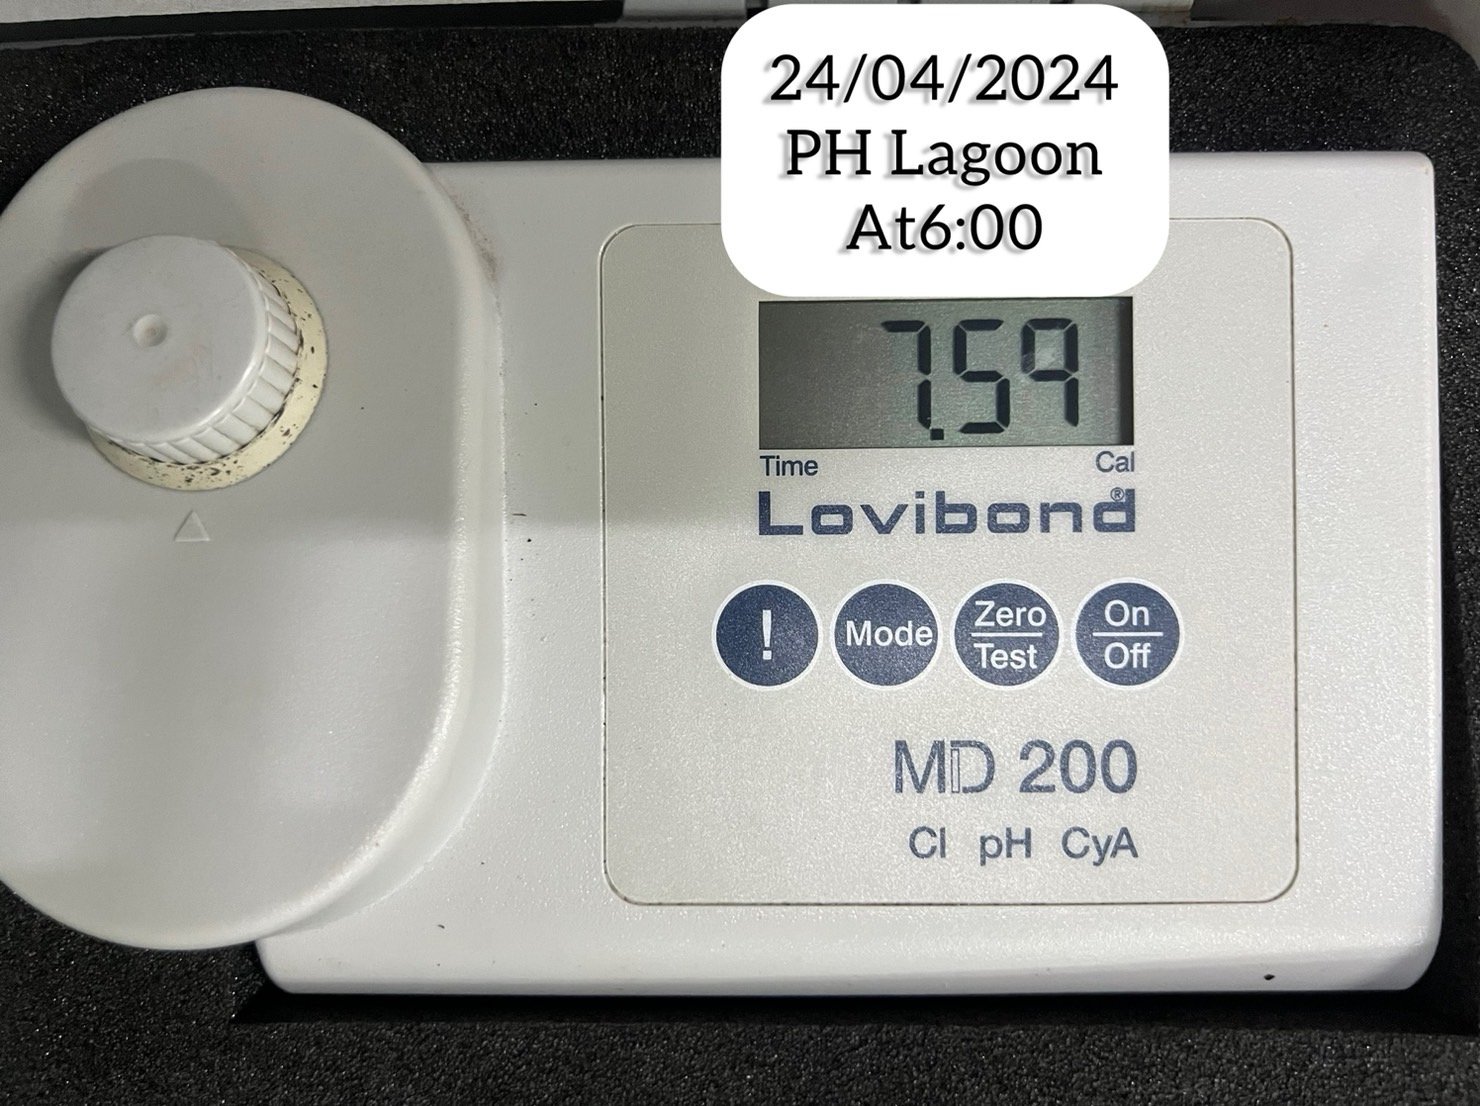 24/04/2024
PH Lagoon
At6:00
7.59
Time Cal
Lovibond®
! Mode Zero Test On Off
MD 200
Cl pH CyA